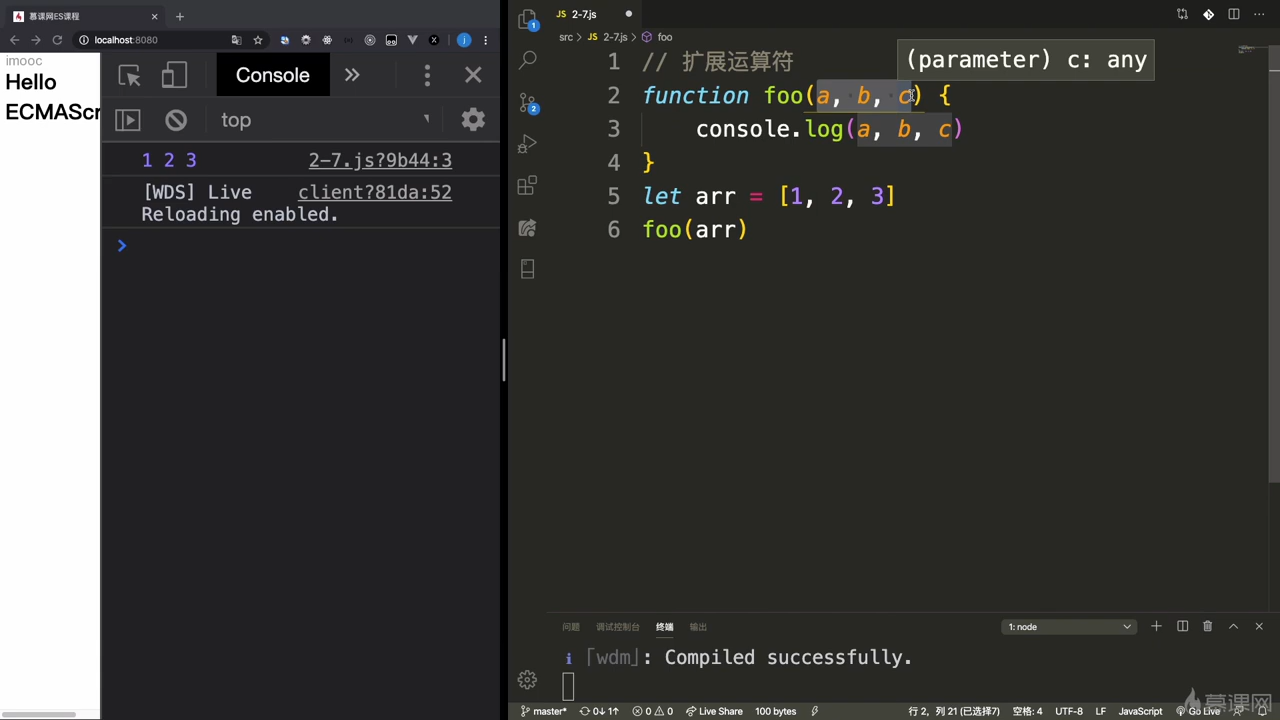 慕课网ES课程
localhost:8080
imooc
Hello
ECMAScr
Console
top
1 2 3 2-7.js?9b44:3
[WDS] Live client?81da:52
Reloading enabled.
2-7.js
src > JS 2-7.js > foo
(parameter) c: any
1 // 扩展运算符
2 function foo(a, b, c) {
3 console.log(a, b, c)
4 }
5 let arr = [1, 2, 3]
6 foo(arr)
问题 调试控制台 终端 输出 1: node
i ｢wdm｣: Compiled successfully.
master* 0↓ 1↑ 0 0 Live Share 100 bytes 行 2, 列 21 (已选择7) 空格: 4 UTF-8 LF JavaScript Go Live
慕课网